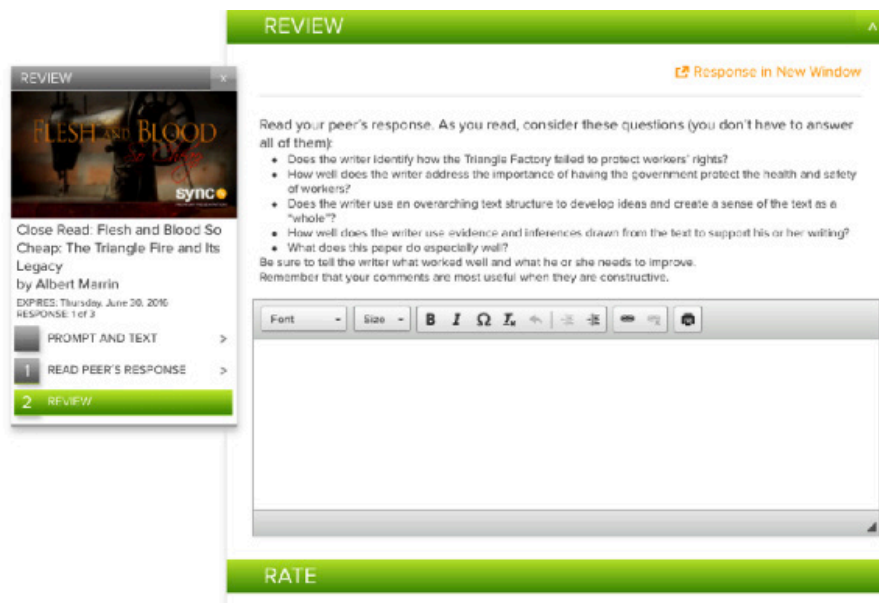 REVIEW
Response in New Window
Read your peer's response. As you read, consider these questions (you don't have to answer
all of them):
• Does the writer identify how the Triangle Factory failed to protect workers' rights?
• How well does the writer address the importance of having the government protect the health and safety
of workers?
• Does the writer use an overarching text structure to develop ideas and create a sense of the text as a
"whole"?
• How well does the writer use evidence and inferences drawn from the text to support his or her writing?
• What does this paper do especially well?
Be sure to tell the writer what worked well and what he or she needs to improve.
Remember that your comments are most useful when they are constructive.
Font Size B I Ω Ix
RATE
REVIEW x
FLESH AND BLOOD
So Cheap
sync
Close Read: Flesh and Blood So
Cheap: The Triangle Fire and Its
Legacy
by Albert Marrin
EXPIRES: Thursday, June 30, 2016
RESPONSE: 1 of 3
PROMPT AND TEXT >
1 READ PEER'S RESPONSE >
2 REVIEW